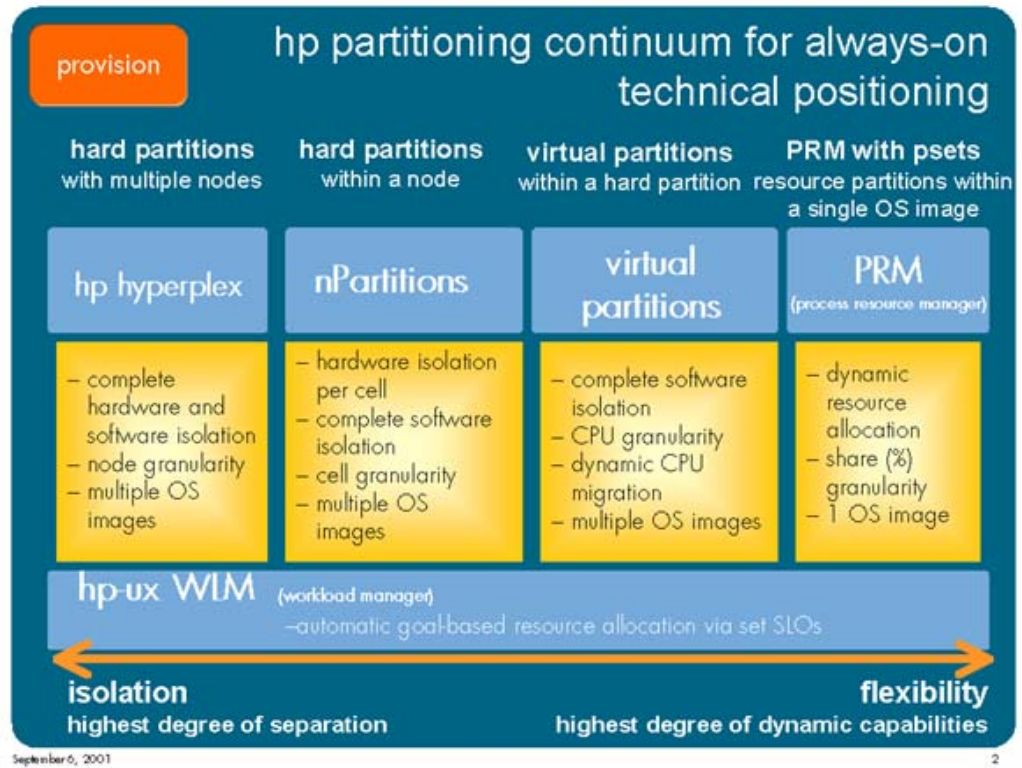 provision
hp partitioning continuum for always-on
technical positioning
hard partitions
with multiple nodes
hard partitions
within a node
virtual partitions
within a hard partition
PRM with psets
resource partitions within
a single OS image
hp hyperplex
nPartitions
virtual
partitions
PRM
(process resource manager)
– complete
hardware and
software isolation
– node granularity
– multiple OS
images
– hardware isolation
per cell
– complete software
isolation
– cell granularity
– multiple OS
images
– complete software
isolation
– CPU granularity
– dynamic CPU
migration
– multiple OS images
– dynamic
resource
allocation
– share (%)
granularity
– 1 OS image
hp-ux WLM (workload manager)
–automatic goal-based resource allocation via set SLOs
isolation
highest degree of separation
flexibility
highest degree of dynamic capabilities
September 6, 2001
2